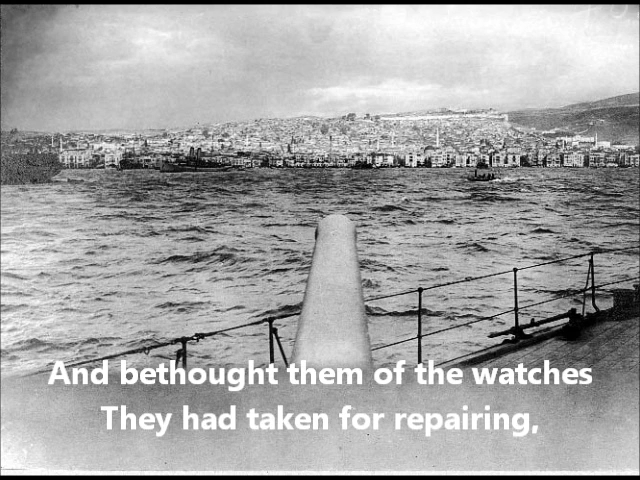 And bethought them of the watches
They had taken for repairing,